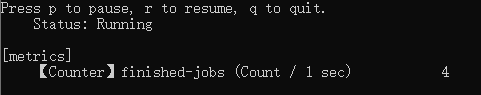 Press p to pause, r to resume, q to quit.
    Status: Running

[metrics]
    【Counter】finished-jobs (Count / 1 sec)            4